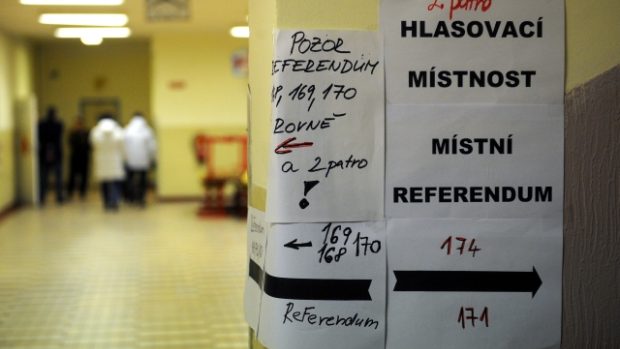 POZOR
REFERENDUM
168, 169, 170
ROVNĚ
a 2 patro
!
169
168 170
ReFerendum
2. patro
HLASOVACÍ
MÍSTNOST
MÍSTNÍ
REFERENDUM
174
171